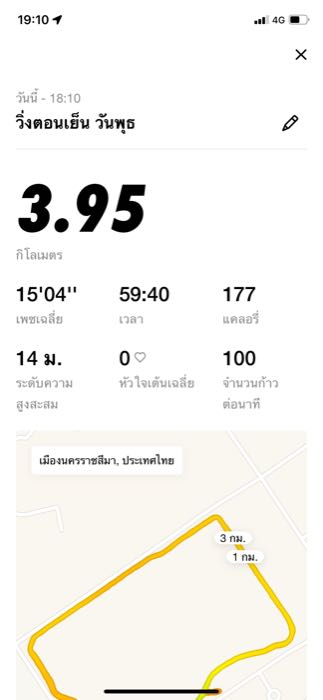 19:10
4G
วันนี้ - 18:10
วิ่งตอนเย็น วันพุธ
3.95
กิโลเมตร
15'04'' 59:40 177
เพซเฉลี่ย เวลา แคลอรี่
14 ม. 0 100
ระดับความ หัวใจเต้นเฉลี่ย จำนวนก้าว
สูงสะสม ต่อนาที
เมืองนครราชสีมา, ประเทศไทย
3 กม.
1 กม.